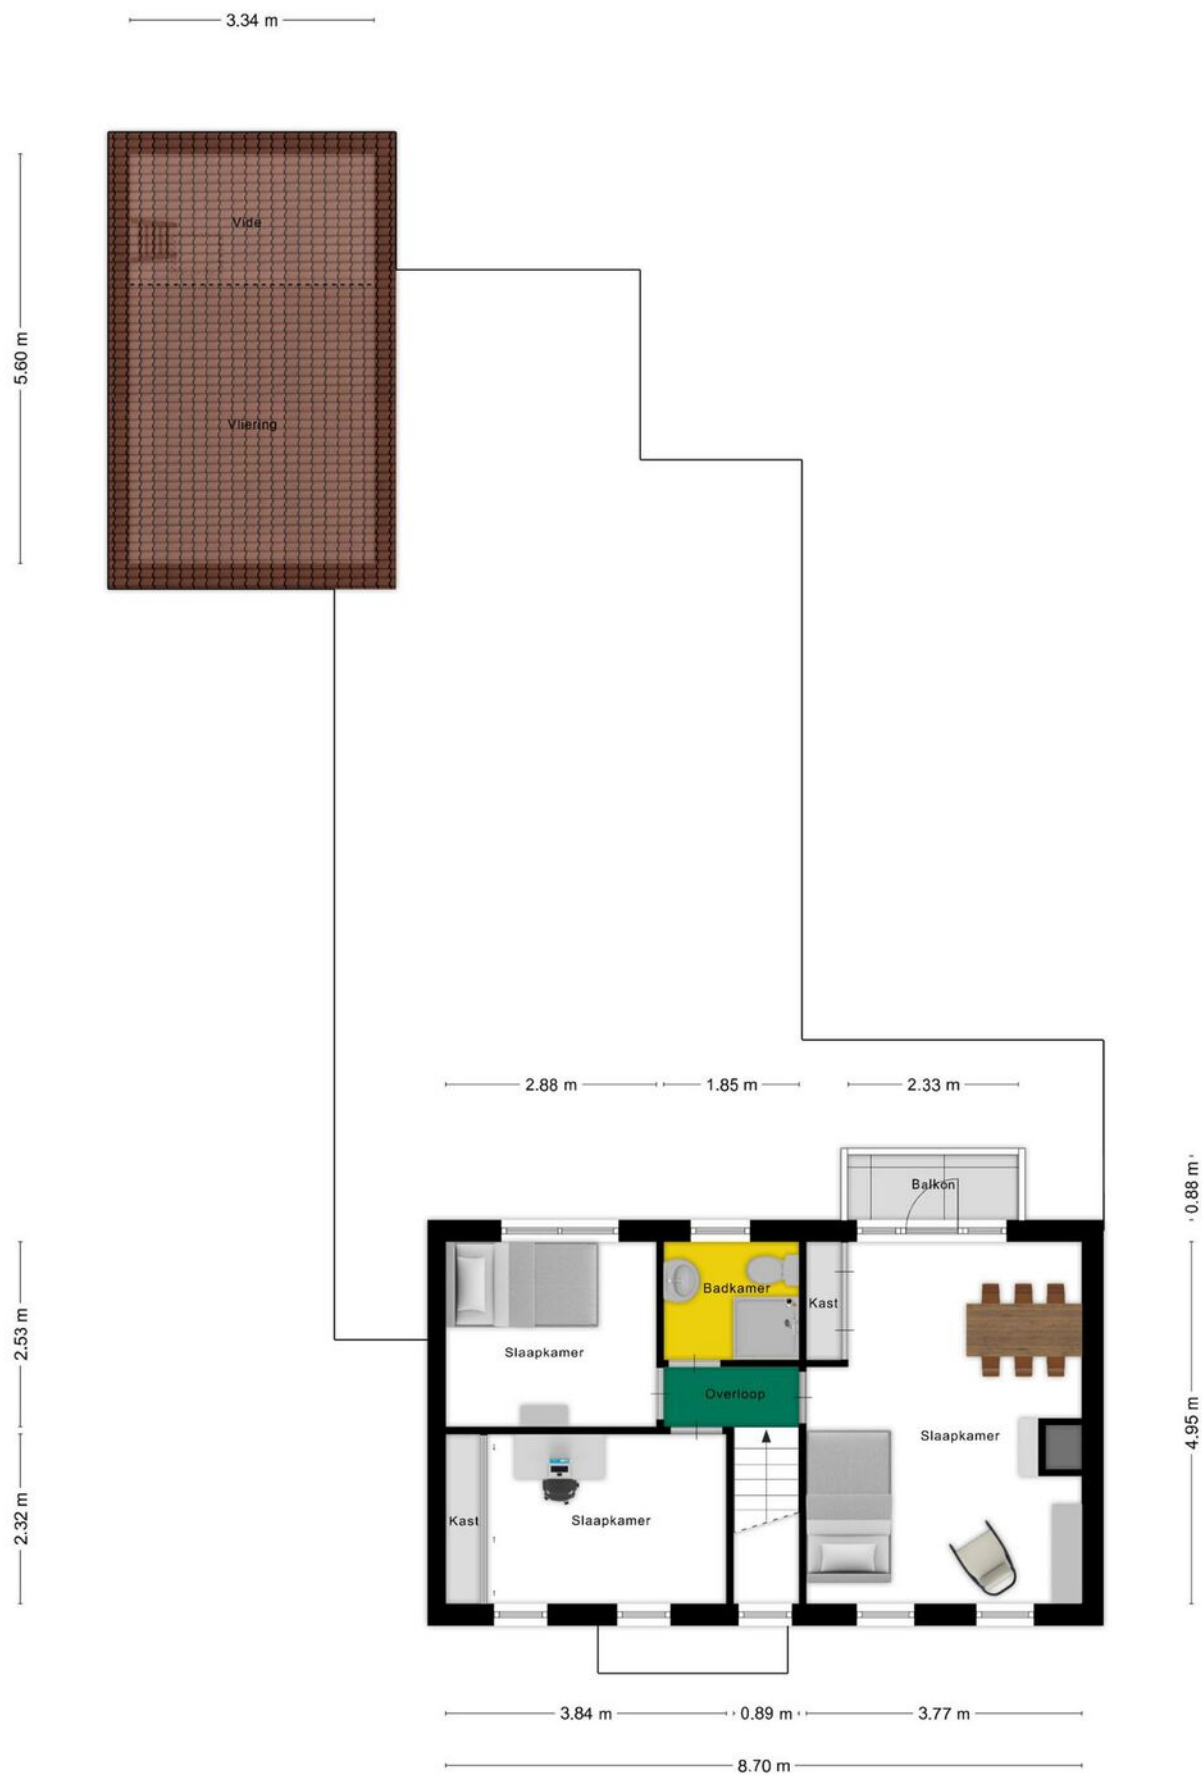 3.34 m
Vide
5.60 m
Vliering
2.88 m
1.85 m
2.33 m
0.88 m
Balkon
Badkamer
Kast
2.53 m
Slaapkamer
Overloop
4.95 m
Slaapkamer
2.32 m
Kast
Slaapkamer
3.84 m
0.89 m
3.77 m
8.70 m